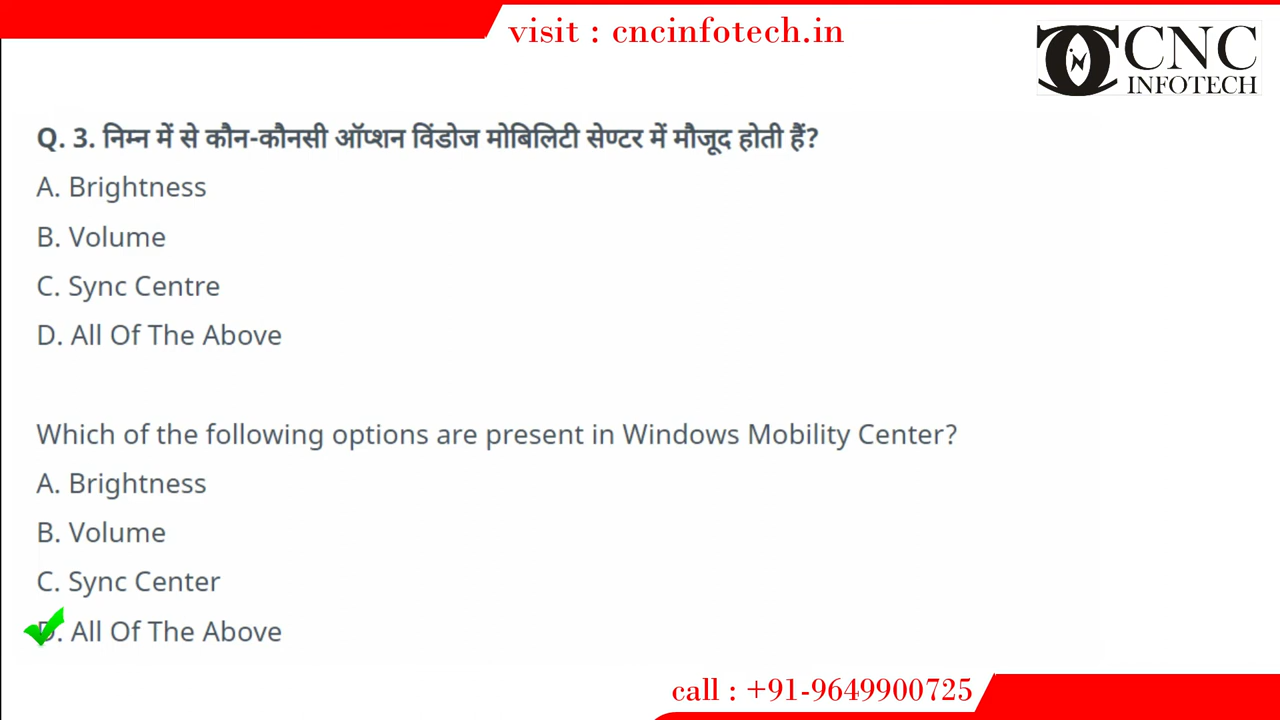 visit : cncinfotech.in
CNC
INFOTECH
Q. 3. निम्न में से कौन-कौनसी ऑप्शन विंडोज मोबिलिटी सेण्टर में मौजूद होती हैं?
A. Brightness
B. Volume
C. Sync Centre
D. All Of The Above
Which of the following options are present in Windows Mobility Center?
A. Brightness
B. Volume
C. Sync Center
D. All Of The Above
call : +91-9649900725